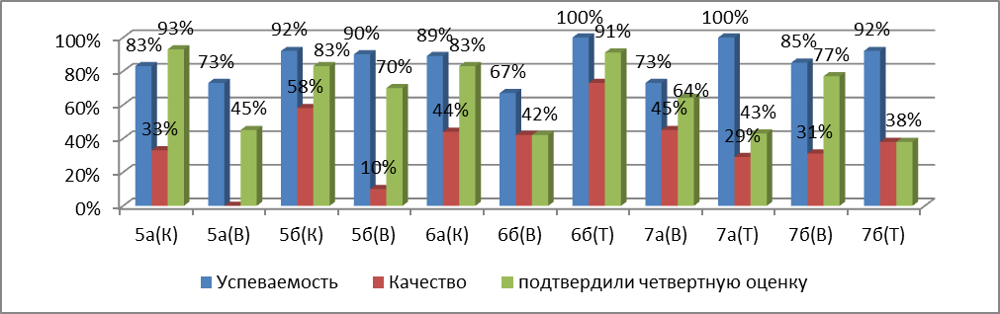 100% 100%
93% 92% 90% 89% 91% 92%
83% 83% 83% 85%
100% 73% 70% 67% 73% 77%
80% 58% 64%
60% 45% 44% 42% 45% 43% 38%
40% 33% 29% 31%
20% 10%
0%
5а(К) 5а(В) 5б(К) 5б(В) 6а(К) 6б(В) 6б(Т) 7а(В) 7а(Т) 7б(В) 7б(Т)
Успеваемость Качество подтвердили четвертную оценку